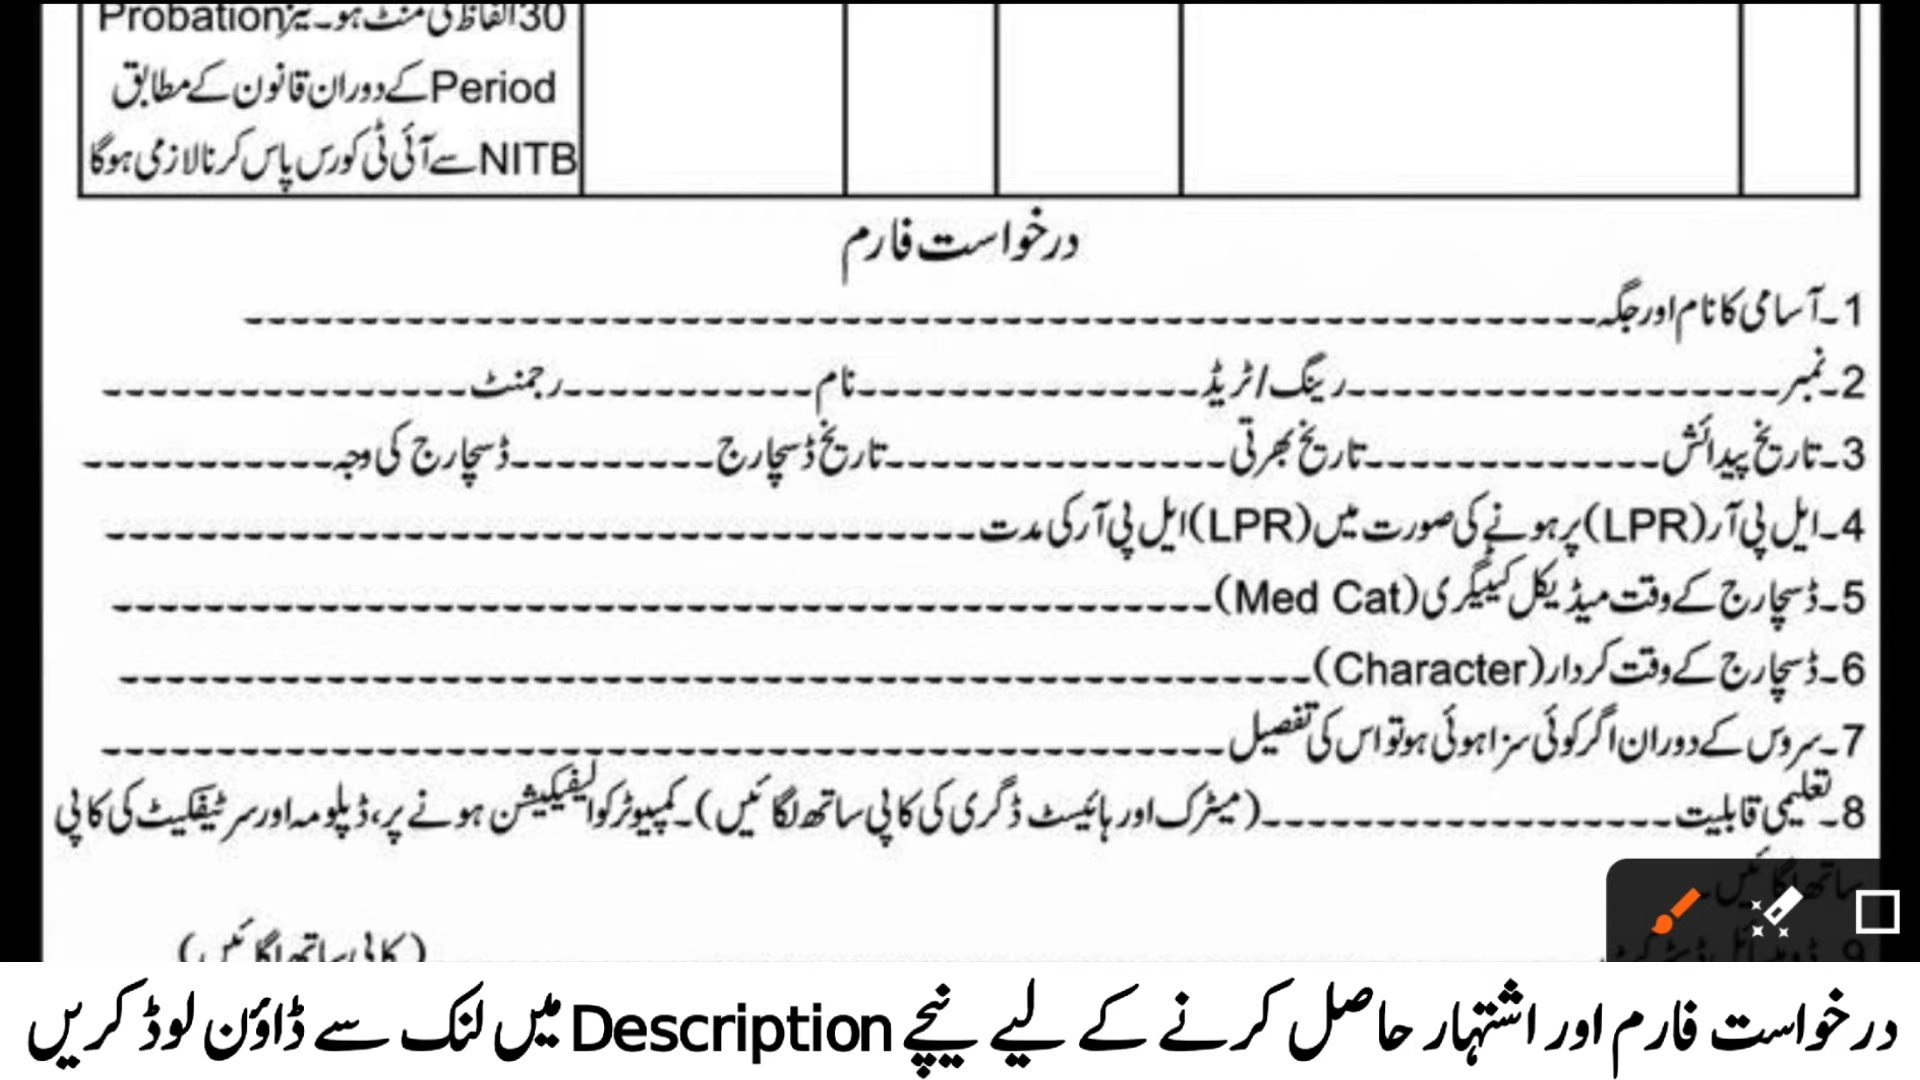 30 الفاظ فی منٹ ہو۔ نیز Probation
Period کے دوران قانون کے مطابق
NITB سے آئی ٹی کورس پاس کرنا لازمی ہوگا
درخواست فارم
1۔ آسامی کا نام اور جگہ
2۔ نمبر رینگ / ٹریڈ نام رجمنٹ
3۔ تاریخ پیدائش تاریخ بھرتی تاریخ ڈسچارج ڈسچارج کی وجہ
4۔ ایل پی آر (LPR) پر ہونے کی صورت میں (LPR) ایل پی آر کی مدت
5۔ ڈسچارج کے وقت میڈیکل کیٹیگری (Med Cat)
6۔ ڈسچارج کے وقت کردار (Character)
7۔ سروس کے دوران اگر کوئی سزا ہوئی ہو تو اس کی تفصیل
8۔ تعلیمی قابلیت (میٹرک اور ہائیسٹ ڈگری کی کاپی ساتھ لگائیں)۔ کمپیوٹر کوالیفیکیشن ہونے پر، ڈپلومہ اور سرٹیفکیٹ کی کاپی
ساتھ لگائیں۔
9۔ (کاپی ساتھ لگائیں)
درخواست فارم اور اشتہار حاصل کرنے کے لیے نیچے Description میں لنک سے ڈاؤن لوڈ کریں